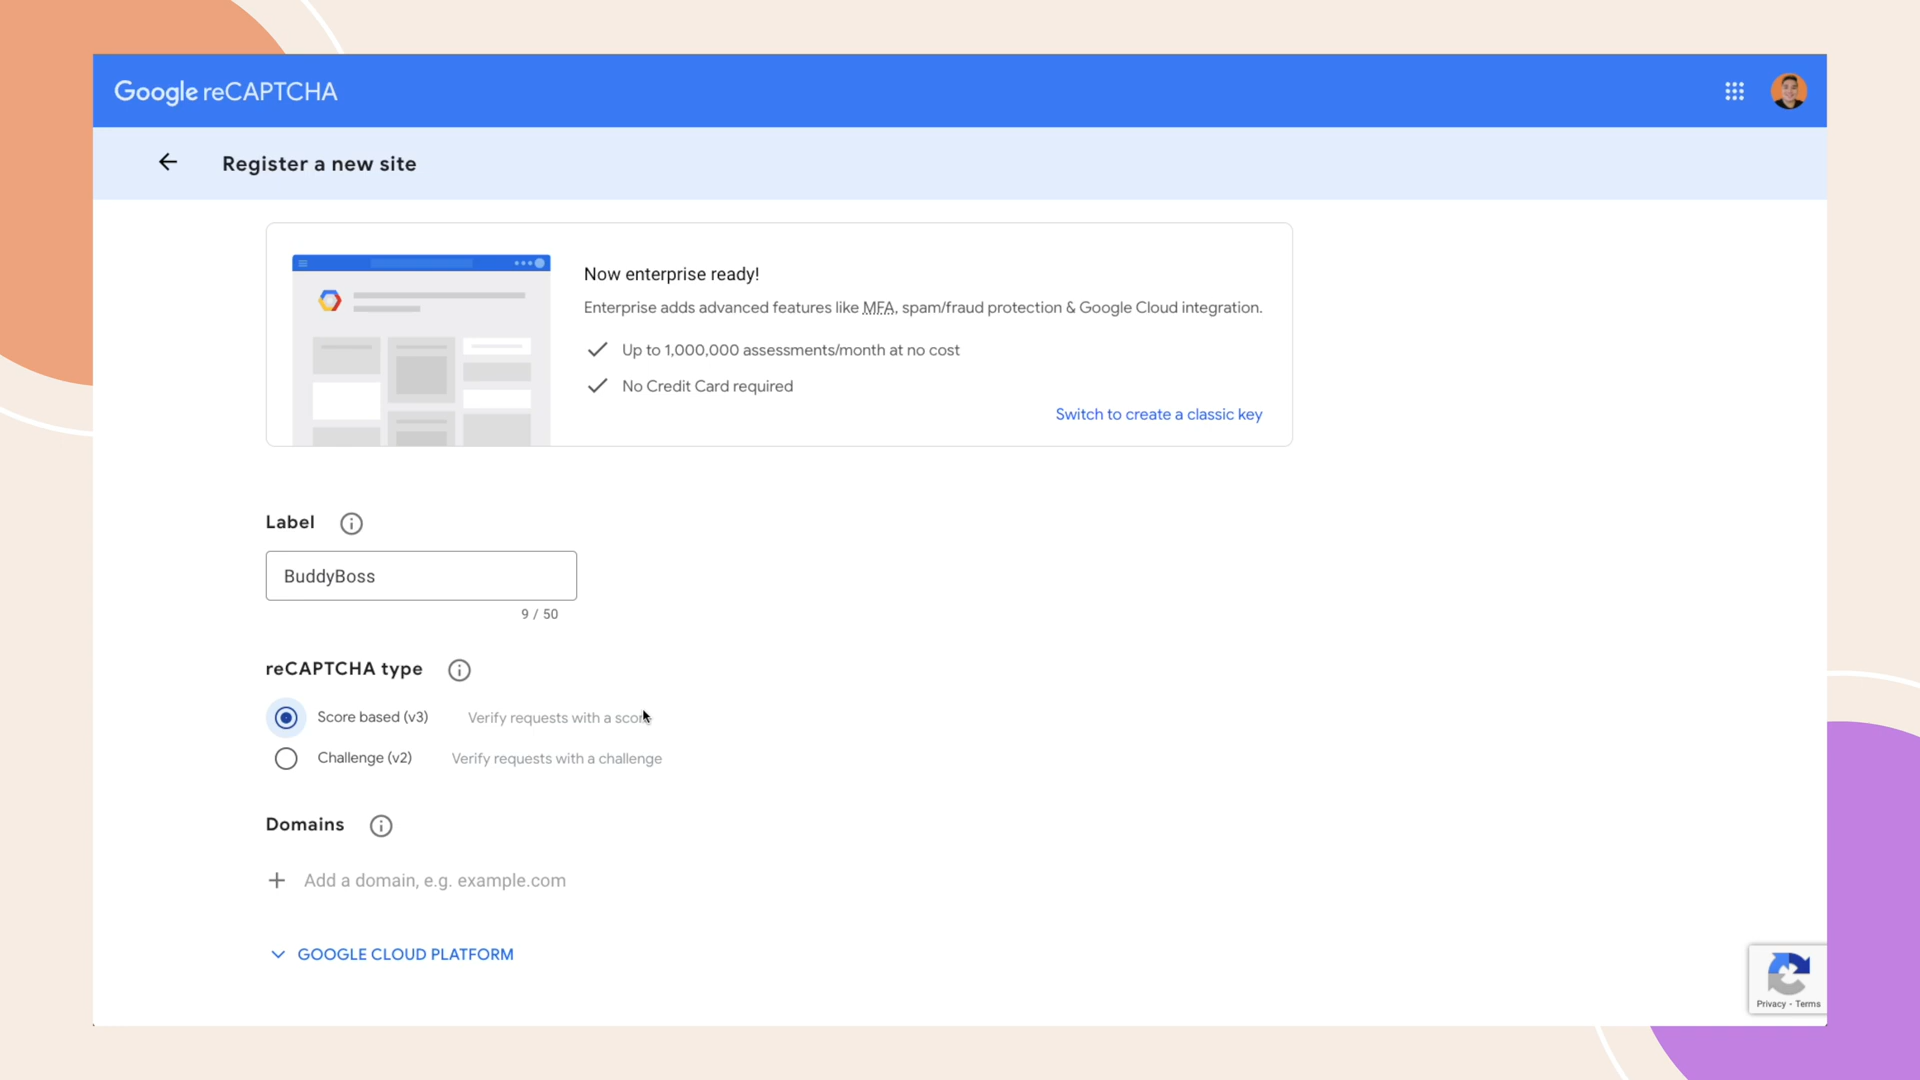 Google reCAPTCHA
Register a new site
Now enterprise ready!
Enterprise adds advanced features like MFA, spam/fraud protection & Google Cloud integration.
Up to 1,000,000 assessments/month at no cost
No Credit Card required
Switch to create a classic key
Label
BuddyBoss
9 / 50
reCAPTCHA type
Score based (v3) Verify requests with a score
Challenge (v2) Verify requests with a challenge
Domains
Add a domain, e.g. example.com
GOOGLE CLOUD PLATFORM
Privacy - Terms